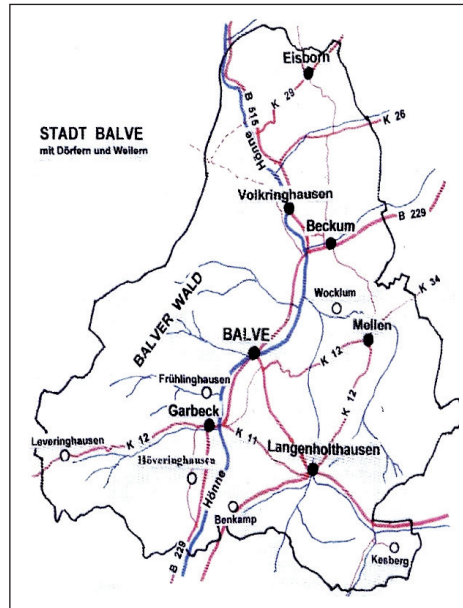 Eisborn
B 515
K 29
K 26
STADT BALVE
mit Dörfern und Weilern
Hönne
Volkringhausen
Beckum
B 229
K 34
Wocklum
BALVER WALD
Mellen
BALVE
K 12
Frühlinghausen
Garbeck
K 12
K 11
Leveringhausen
K 12
Langenholthausen
Höveringhausen
Hönne
Benkamp
B 229
Kesberg